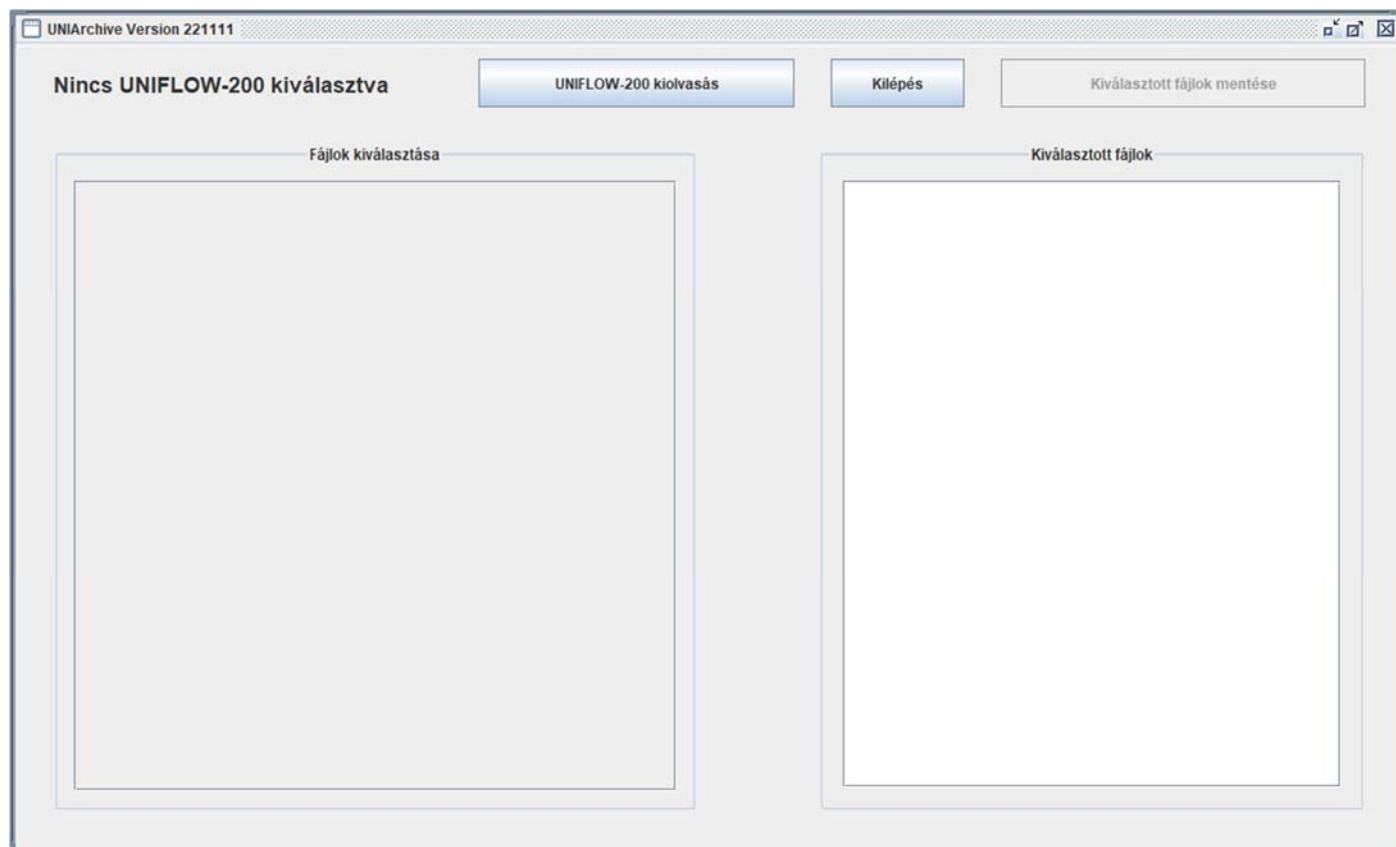 UNIArchive Version 221111
Nincs UNIFLOW-200 kiválasztva
UNIFLOW-200 kiolvasás
Kilépés
Kiválasztott fájlok mentése
Fájlok kiválasztása
Kiválasztott fájlok